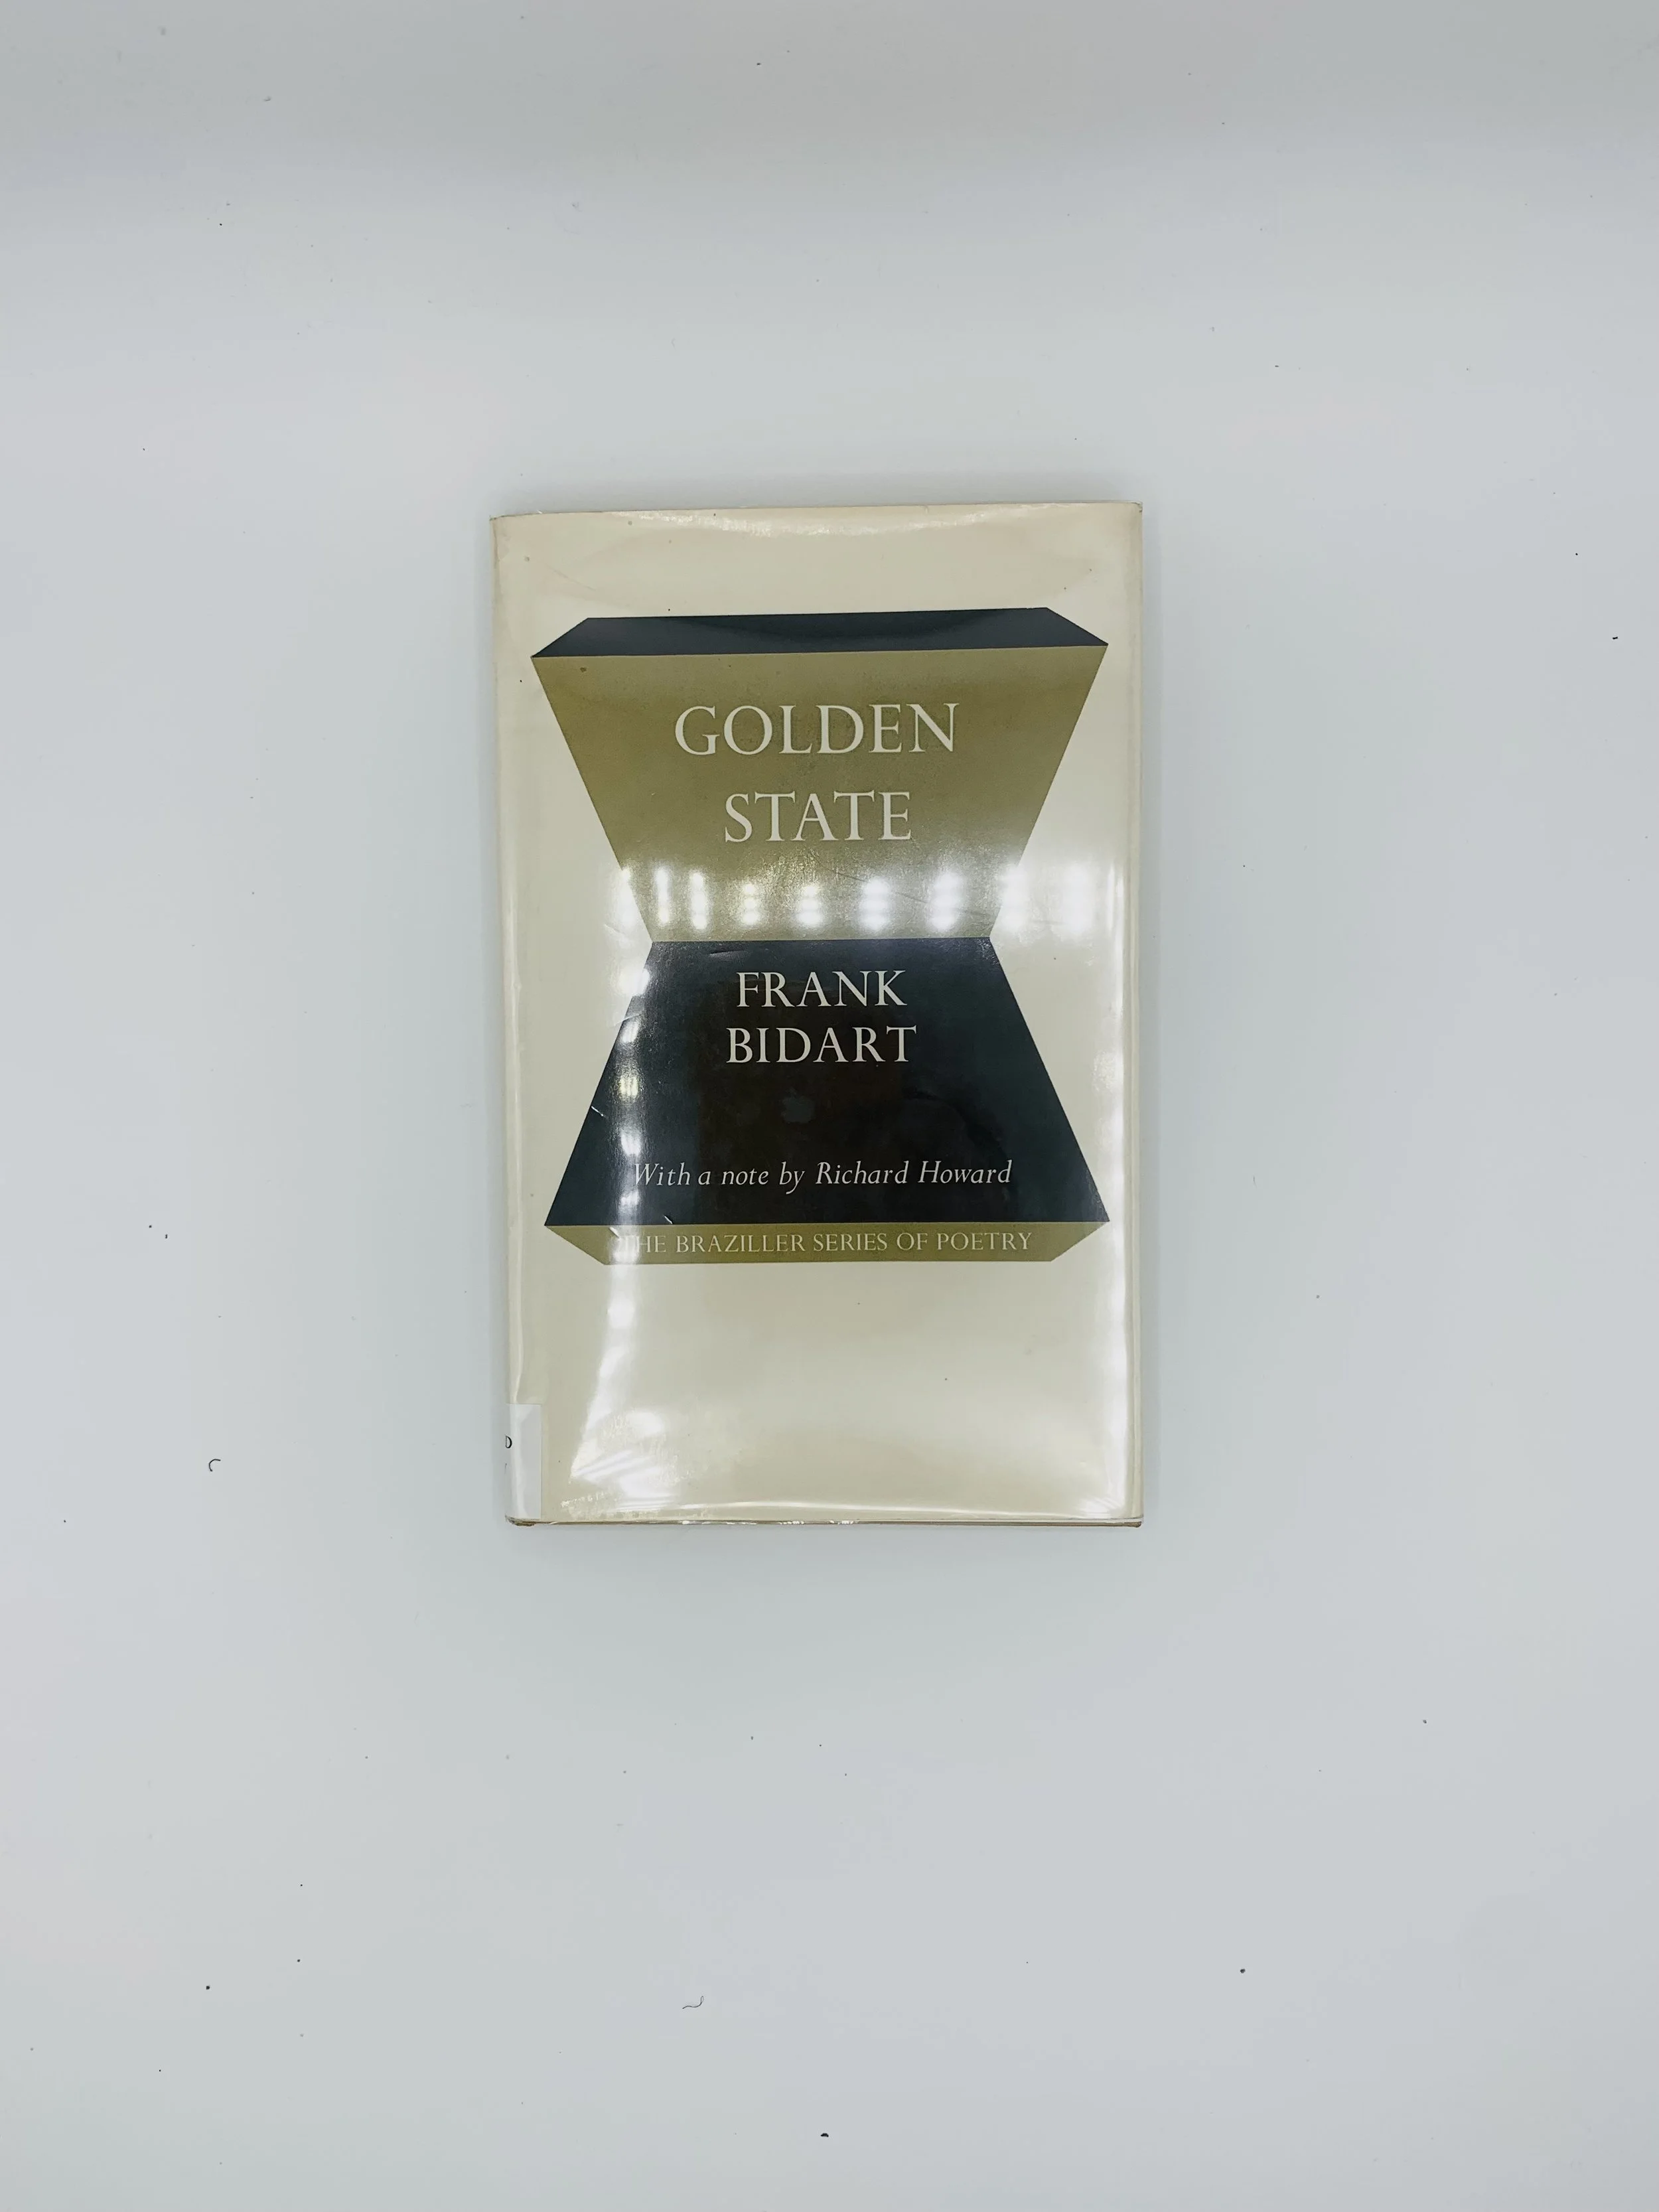 GOLDEN
STATE
FRANK
BIDART
With a note by Richard Howard
THE BRAZILLER SERIES OF POETRY
D